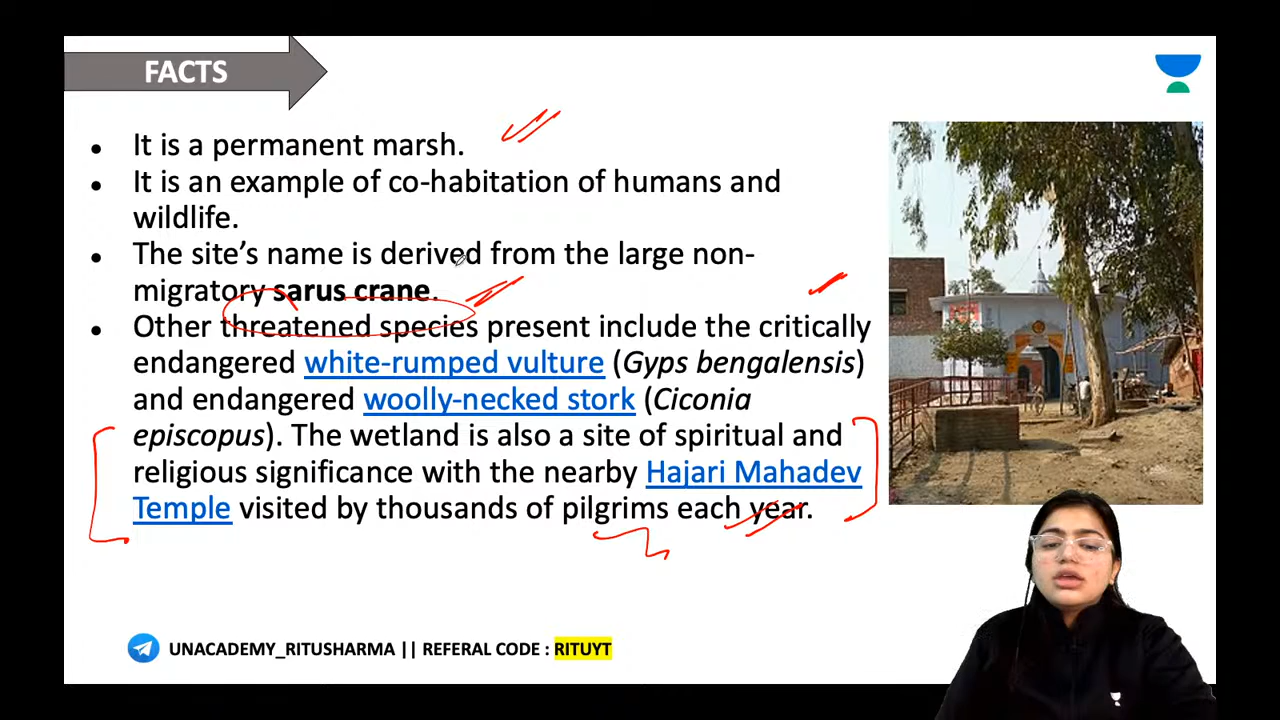 FACTS
It is a permanent marsh.
It is an example of co-habitation of humans and
wildlife.
The site’s name is derived from the large non-
migratory sarus crane.
Other threatened species present include the critically
endangered white-rumped vulture (Gyps bengalensis)
and endangered woolly-necked stork (Ciconia
episcopus). The wetland is also a site of spiritual and
religious significance with the nearby Hajari Mahadev
Temple visited by thousands of pilgrims each year.
UNACADEMY_RITUSHARMA || REFERAL CODE : RITUYT